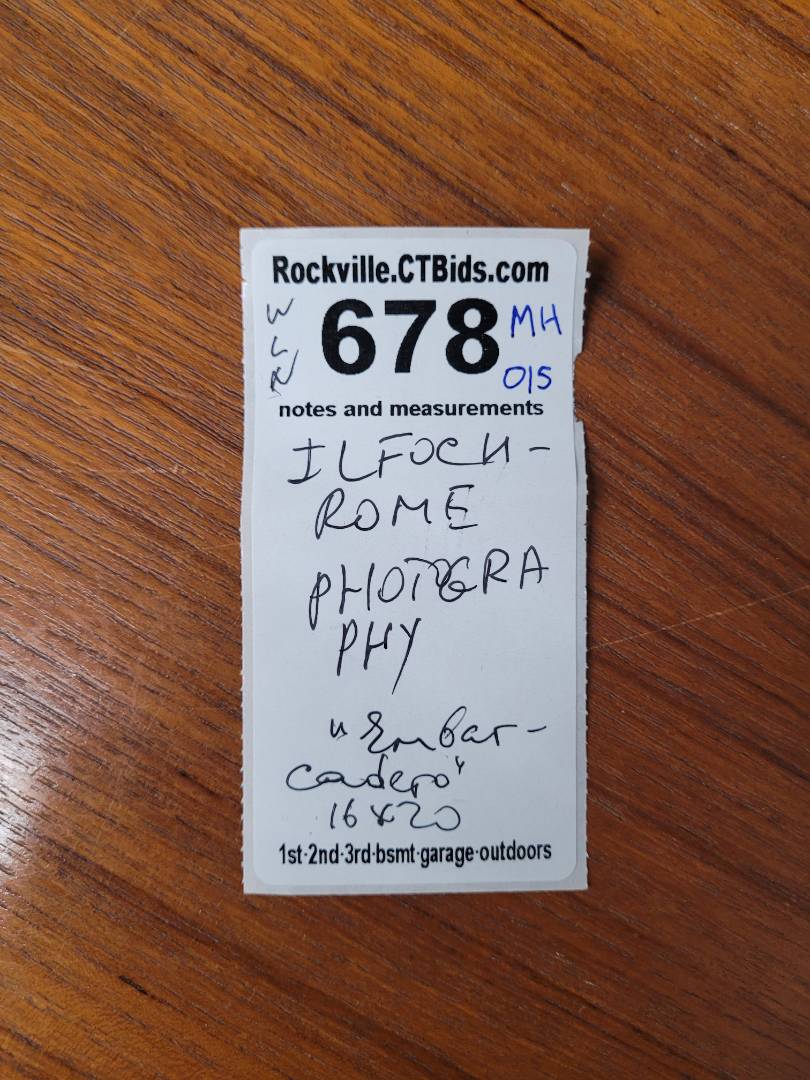 Rockville.CTBids.com
W
L
678
MH
015
notes and measurements
ILFOCH-
ROME
PHOTOGRA
PHY
"Embar-
cadero"
16x20
1st·2nd·3rd·bsmt·garage·outdoors